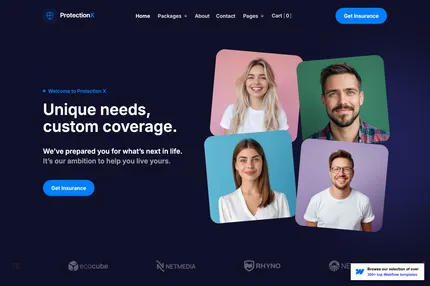 ProtectionX
Home Packages About Contact Pages Cart ( 0 )
Get Insurance
Welcome to Protection X
Unique needs,
custom coverage.
We've prepared you for what's next in life.
It's our ambition to help you live yours.
Get Insurance
ecocube
NETMEDIA
RHYNO
NE
Browse our selection of over
300+ top Webflow templates